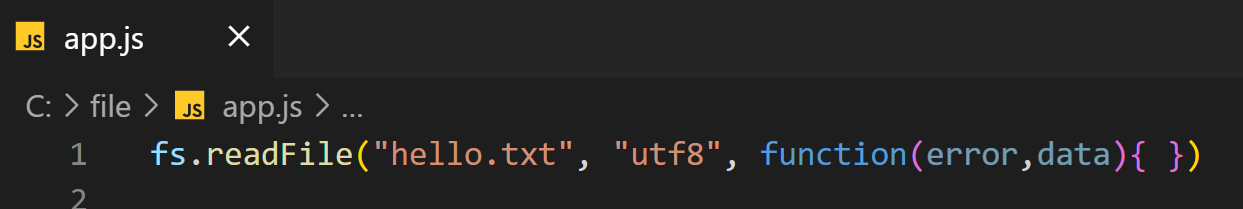 JS app.js ×
C: > file > JS app.js > ...
1 fs.readFile("hello.txt", "utf8", function(error,data){ })
2